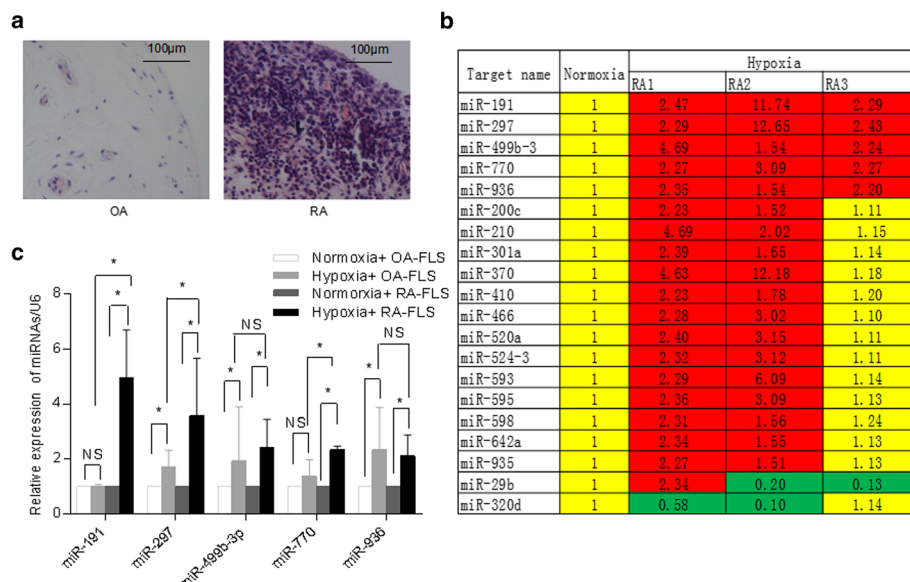 a
100μm
100μm
OA
RA
b
Target name Normoxia Hypoxia
RA1 RA2 RA3
miR-191 1 2.47 11.74 2.29
miR-297 1 2.29 12.65 2.43
miR-499b-3 1 4.69 1.54 2.24
miR-770 1 2.27 3.09 2.27
miR-936 1 2.35 1.54 2.20
miR-200c 1 2.23 1.52 1.11
miR-210 1 4.69 2.02 1.15
miR-301a 1 2.39 1.65 1.14
miR-370 1 4.63 12.18 1.18
miR-410 1 2.23 1.78 1.20
miR-466 1 2.28 3.02 1.10
miR-520a 1 2.40 3.15 1.11
miR-524-3 1 2.32 3.12 1.11
miR-593 1 2.29 6.09 1.14
miR-595 1 2.36 3.09 1.13
miR-598 1 2.31 1.56 1.24
miR-642a 1 2.34 1.55 1.13
miR-935 1 2.27 1.51 1.13
miR-29b 1 2.34 0.20 0.13
miR-320d 1 0.58 0.10 1.14
c
Normoxia+ OA-FLS
Hypoxia+ OA-FLS
Normorxia+ RA-FLS
Hypoxia+ RA-FLS
Relative expression of miRNAs/U6
8
6
4
2
0
NS * *
* * *
* NS *
NS * *
* NS *
miR-191
miR-297
miR-499b-3p
miR-770
miR-936